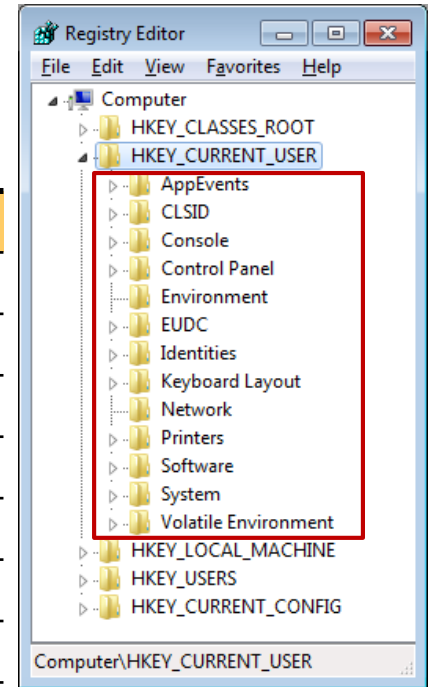 Registry Editor
File Edit View Favorites Help
Computer
HKEY_CLASSES_ROOT
HKEY_CURRENT_USER
AppEvents
CLSID
Console
Control Panel
Environment
EUDC
Identities
Keyboard Layout
Network
Printers
Software
System
Volatile Environment
HKEY_LOCAL_MACHINE
HKEY_USERS
HKEY_CURRENT_CONFIG
Computer\HKEY_CURRENT_USER